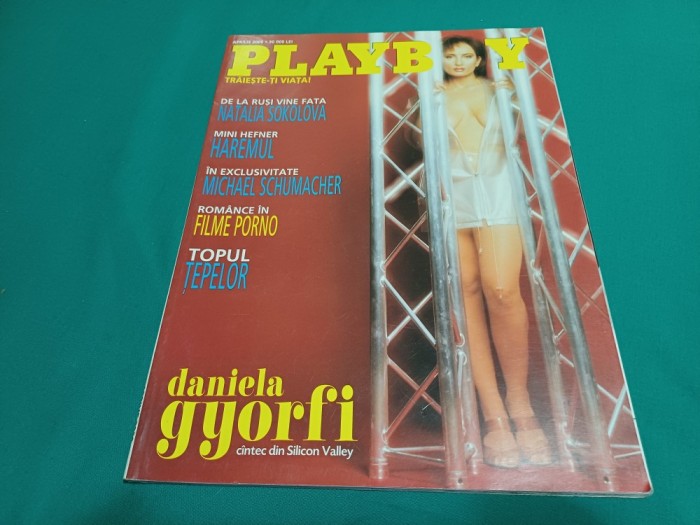 PLAYBOY
TRĂIEȘTE-ȚI VIAȚA!
DE LA RUȘI VINE FATA
NATALIA SOKOLOVA
MINI HEFNER
HAREMUL
ÎN EXCLUSIVITATE
MICHAEL SCHUMACHER
ROMÂNCE ÎN
FILME PORNO
TOPUL
ȚEPELOR
daniela
gyorfi
cîntec din Silicon Valley